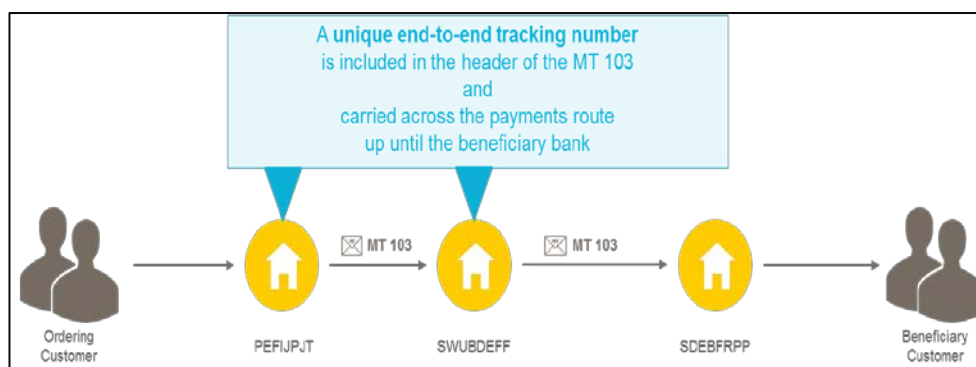 A unique end-to-end tracking number
is included in the header of the MT 103
and
carried across the payments route
up until the beneficiary bank
MT 103
MT 103
Ordering
Customer
PEFIJPJT
SWUBDEFF
SDEBFRPP
Beneficiary
Customer